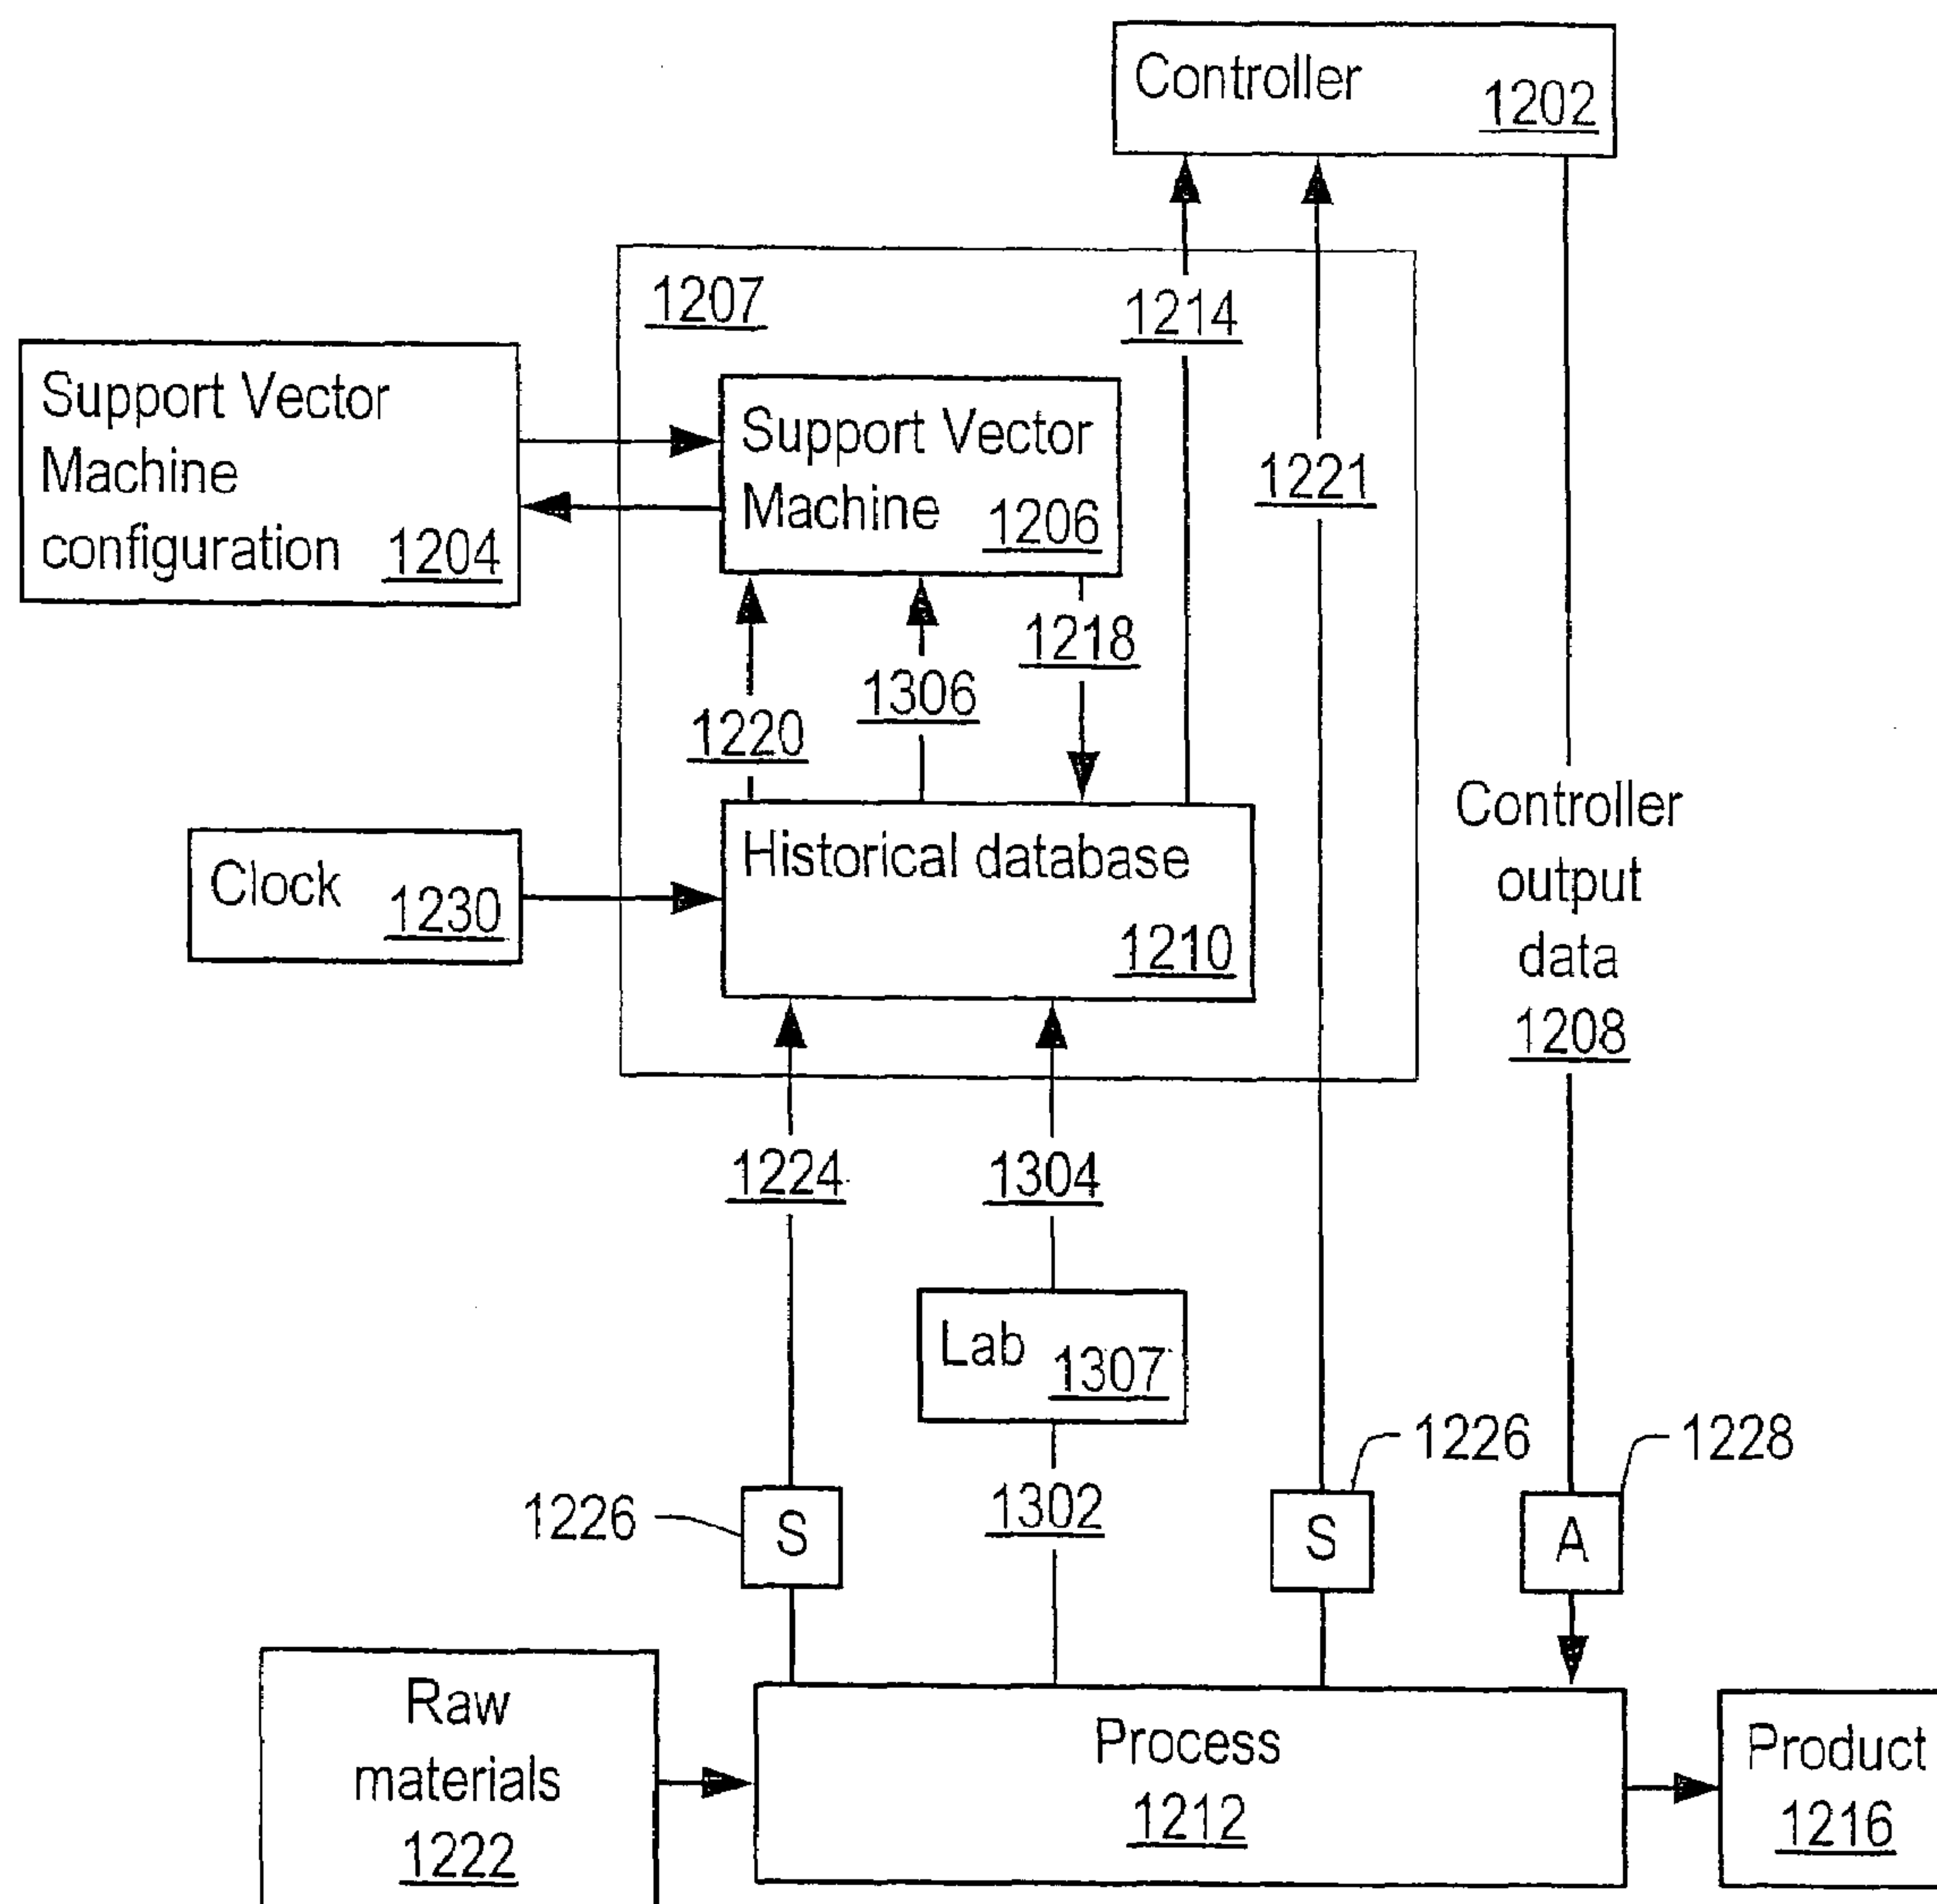 Controller
1202
1207
1214
Support Vector
Machine
configuration 1204
Support Vector
Machine 1206
1221
1218
1306
1220
Controller
output
data
1208
Clock 1230
Historical database
1210
1224
1304
Lab 1307
1226
1302
1226
1228
S
S
A
Raw
materials
1222
Process
1212
Product
1216